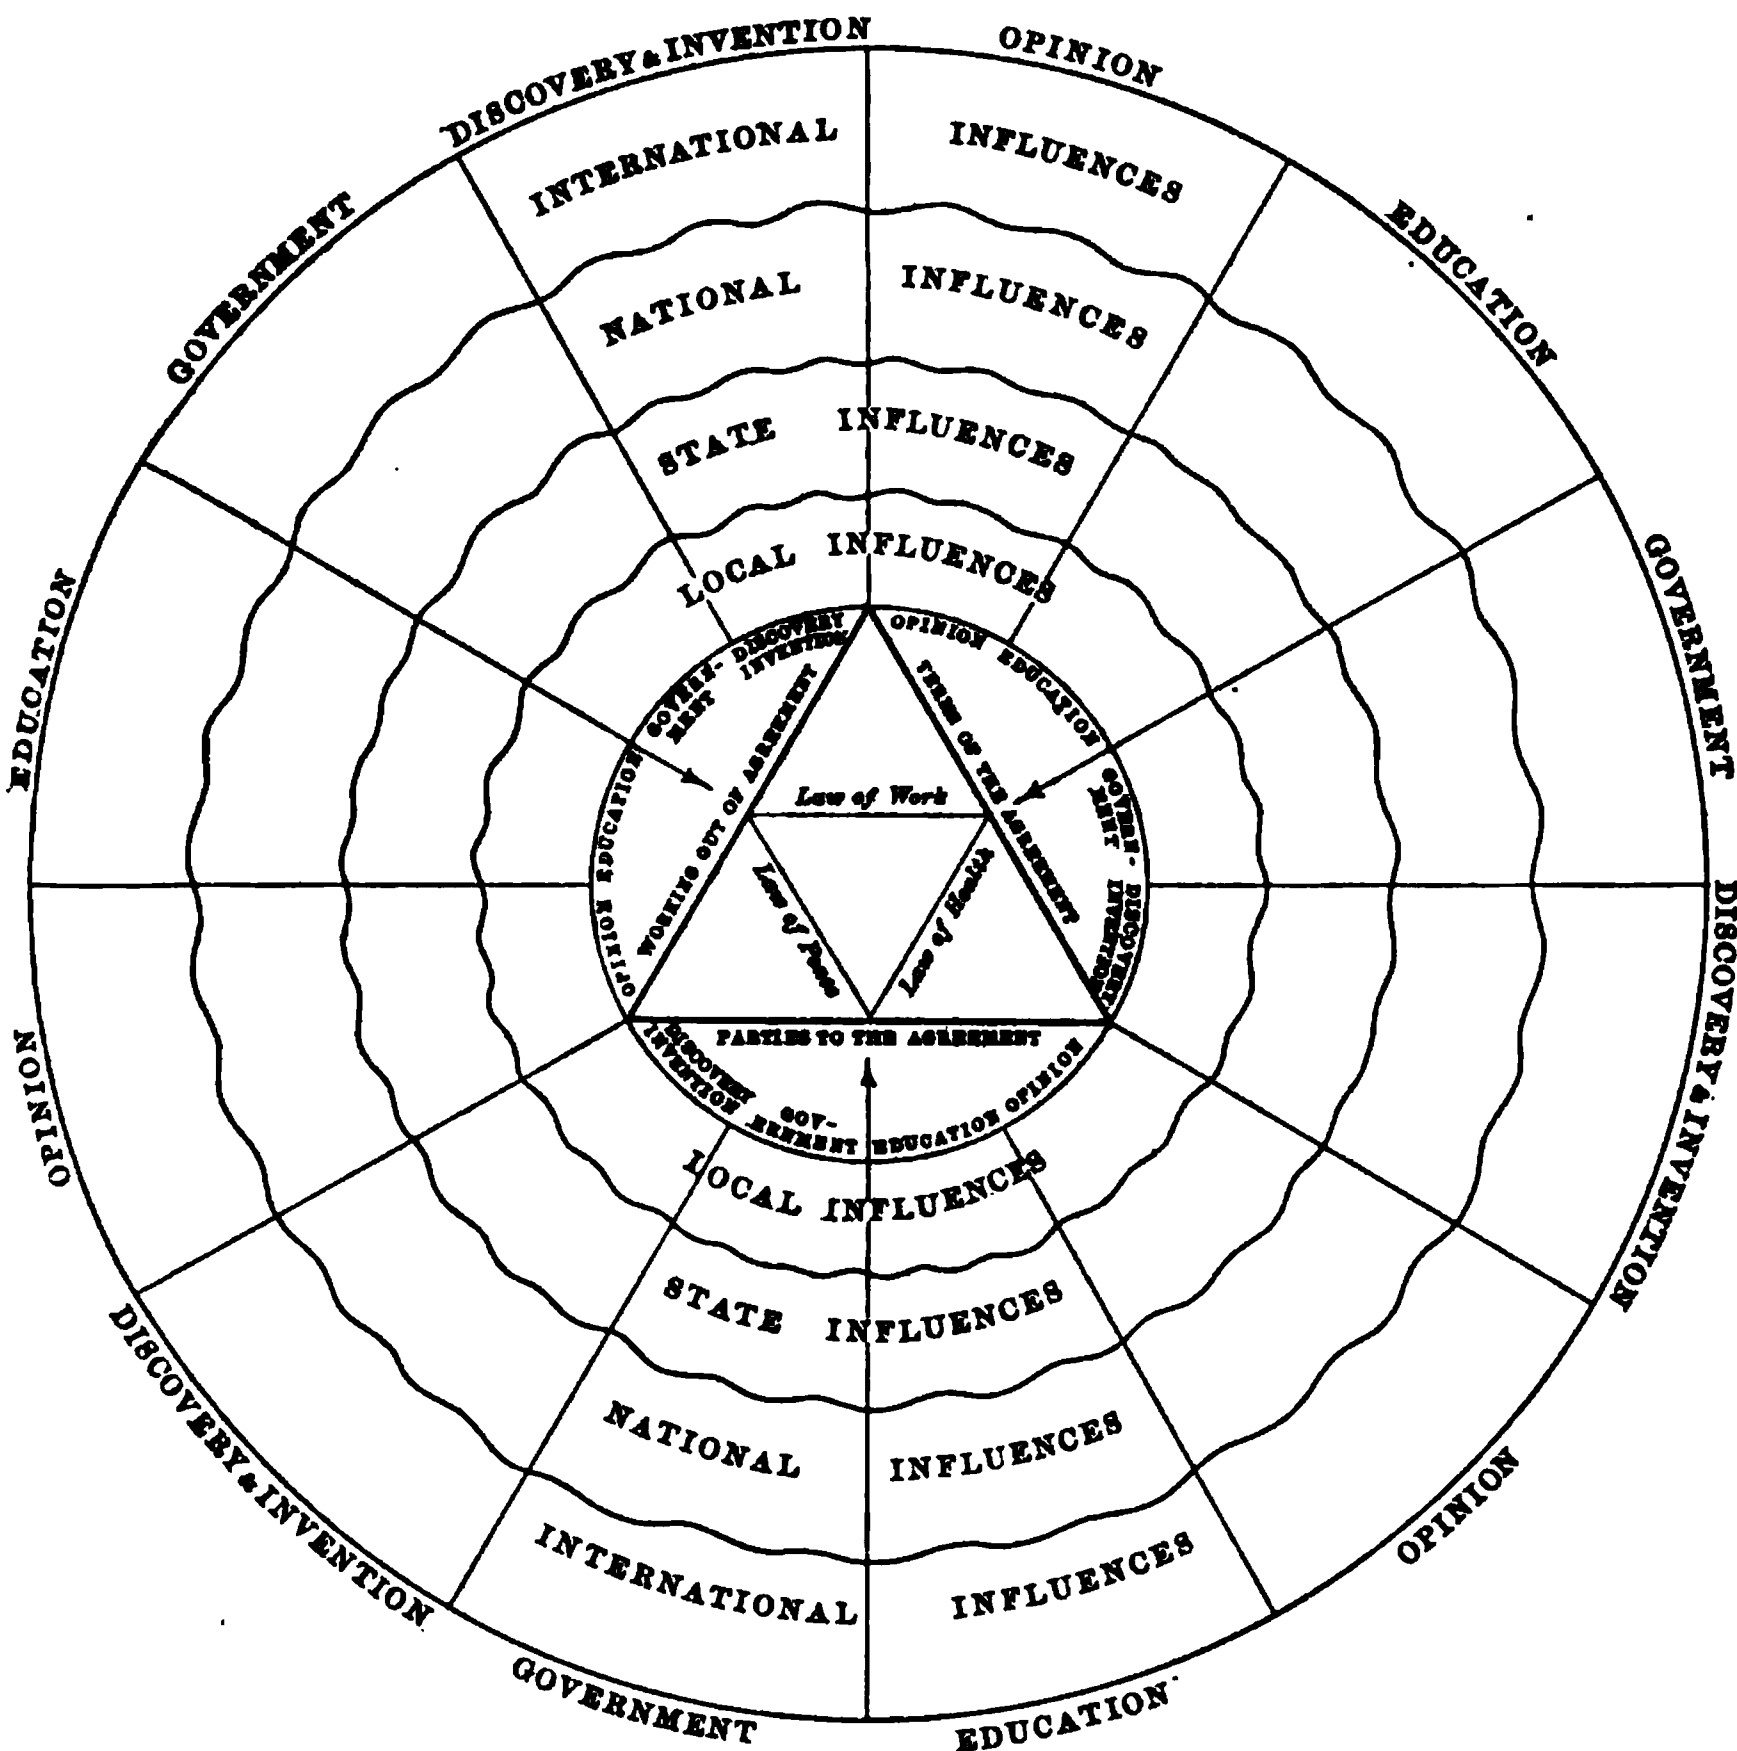 DISCOVERY & INVENTION
OPINION
EDUCATION
GOVERNMENT
DISCOVERY & INVENTION
OPINION
EDUCATION
GOVERNMENT
DISCOVERY & INVENTION
OPINION
EDUCATION
GOVERNMENT
INTERNATIONAL INFLUENCES
NATIONAL INFLUENCES
STATE INFLUENCES
LOCAL INFLUENCES
OPINION
EDUCATION
GOVERN-
MENT
DISCOVERY
INVENTION
OPINION
EDUCATION
GOV-
ERNMENT
DISCOVERY
INVENTION
OPINION
EDUCATION
GOVERN-
MENT
DISCOVERY
INVENTION
WORKING OUT OF AGREEMENT
TERMS OF THE AGREEMENT
PARTIES TO THE AGREEMENT
Law of Work
Law of Peace
Law of Health
LOCAL INFLUENCES
STATE INFLUENCES
NATIONAL INFLUENCES
INTERNATIONAL INFLUENCES